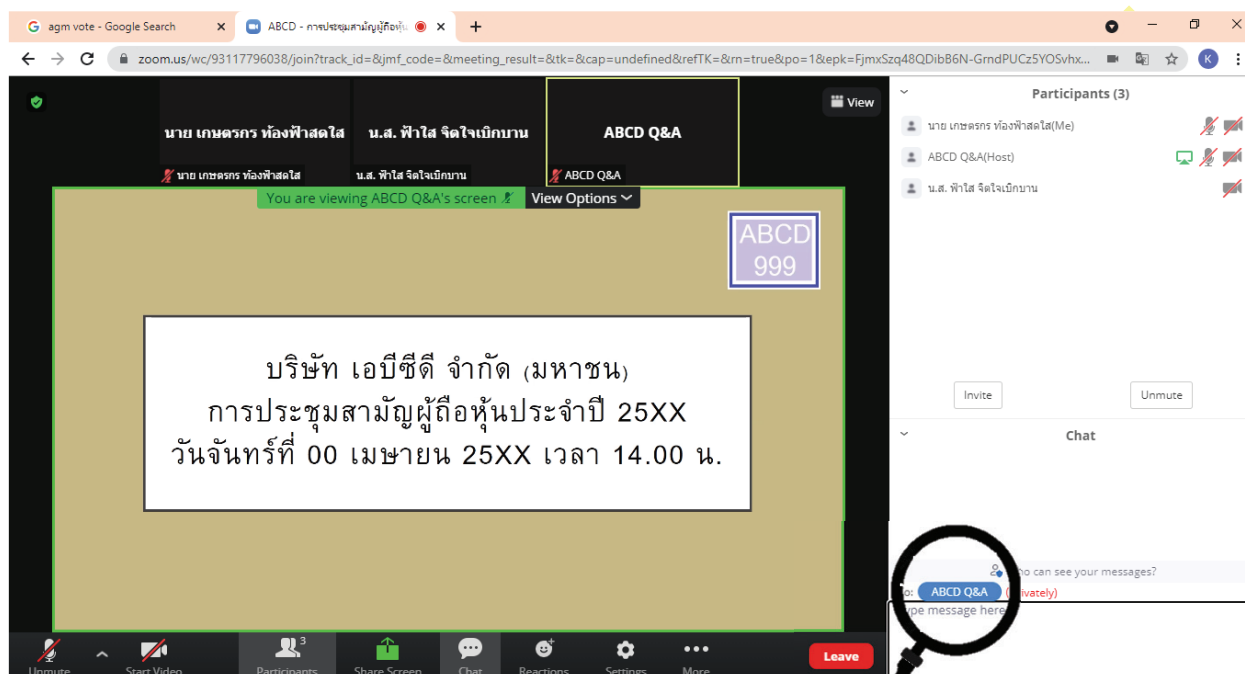 agm vote - Google Search
ABCD - การประชุมสามัญผู้ถือหุ้น
zoom.us/wc/93117796038/join?track_id=&jmf_code=&meeting_result=&tk=&cap=undefined&refTK=&rn=true&po=1&epk=FjmxSzq48QDibB6N-GrndPUCz5YOSvhx...
K
นาย เกษตรกร ท้องฟ้าสดใส
น.ส. ฟ้าใส จิตใจเบิกบาน
ABCD Q&A
View
นาย เกษตรกร ท้องฟ้าสดใส
น.ส. ฟ้าใส จิตใจเบิกบาน
ABCD Q&A
You are viewing ABCD Q&A's screen
View Options
ABCD
999
บริษัท เอบีซีดี จำกัด (มหาชน)
การประชุมสามัญผู้ถือหุ้นประจำปี 25XX
วันจันทร์ที่ 00 เมษายน 25XX เวลา 14.00 น.
Participants (3)
นาย เกษตรกร ท้องฟ้าสดใส(Me)
ABCD Q&A(Host)
น.ส. ฟ้าใส จิตใจเบิกบาน
Invite
Unmute
Chat
ho can see your messages?
o: ABCD Q&A (ivately)
ype message here
Unmute
Start Video
3
Participants
Share Screen
Chat
Reactions
Settings
More
Leave